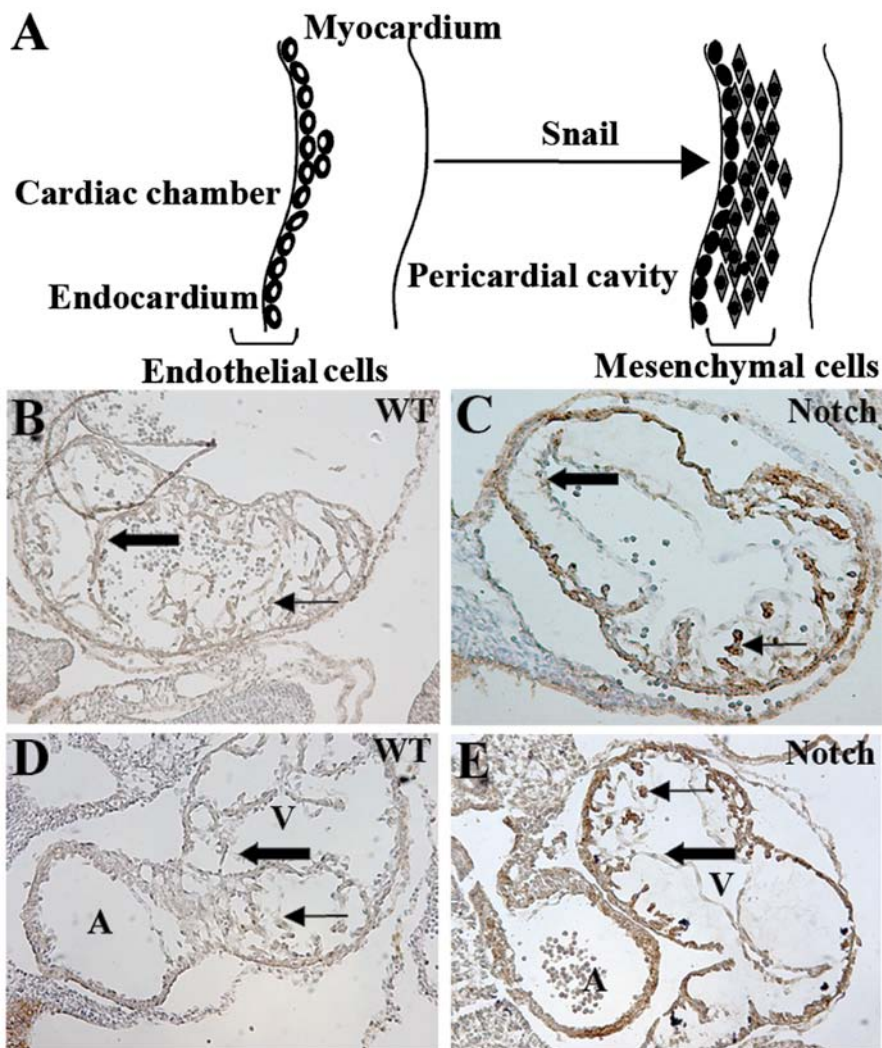 A
Myocardium
Snail
Cardiac chamber
Endocardium
Pericardial cavity
Endothelial cells
Mesenchymal cells
B
WT
C
Notch
D
WT
V
A
E
Notch
V
A